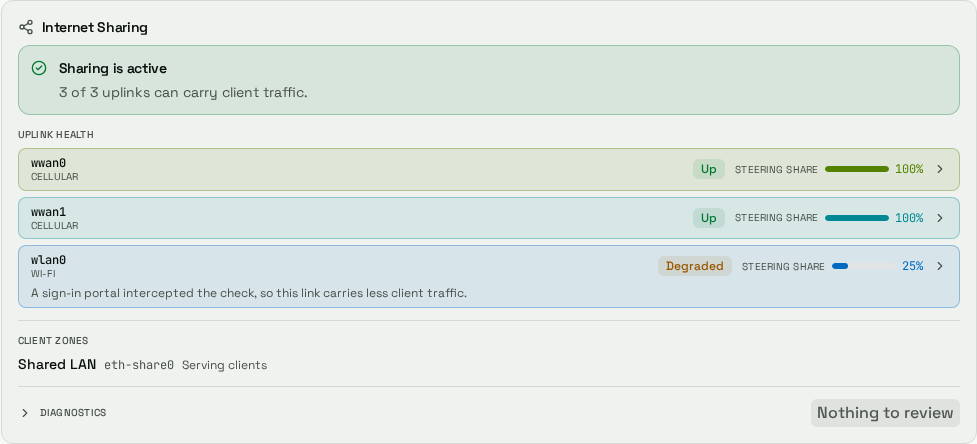 Internet Sharing
Sharing is active
3 of 3 uplinks can carry client traffic.
UPLINK HEALTH
wwan0
CELLULAR
Up
STEERING SHARE
100%
wwan1
CELLULAR
Up
STEERING SHARE
100%
wlan0
WI-FI
Degraded
STEERING SHARE
25%
A sign-in portal intercepted the check, so this link carries less client traffic.
CLIENT ZONES
Shared LAN eth-share0 Serving clients
DIAGNOSTICS
Nothing to review